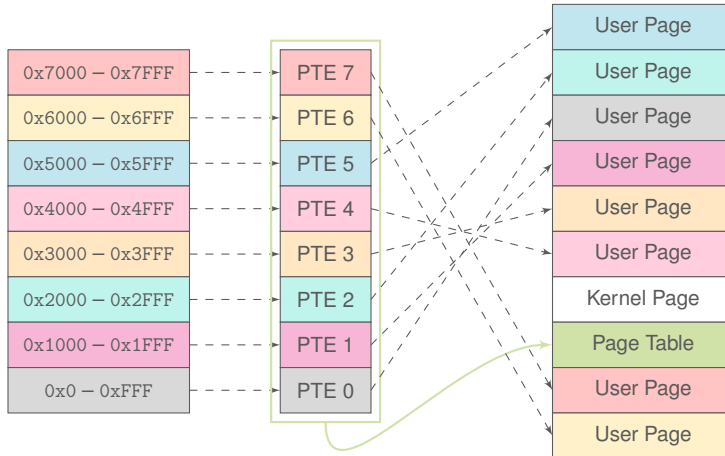 0x7000 – 0x7FFF
0x6000 – 0x6FFF
0x5000 – 0x5FFF
0x4000 – 0x4FFF
0x3000 – 0x3FFF
0x2000 – 0x2FFF
0x1000 – 0x1FFF
0x0 – 0xFFF
PTE 7
PTE 6
PTE 5
PTE 4
PTE 3
PTE 2
PTE 1
PTE 0
User Page
User Page
User Page
User Page
User Page
User Page
Kernel Page
Page Table
User Page
User Page